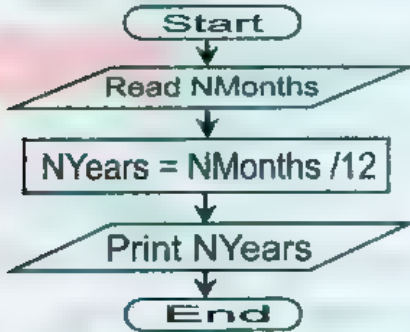 Start
Read NMonths
NYears = NMonths /12
Print NYears
End